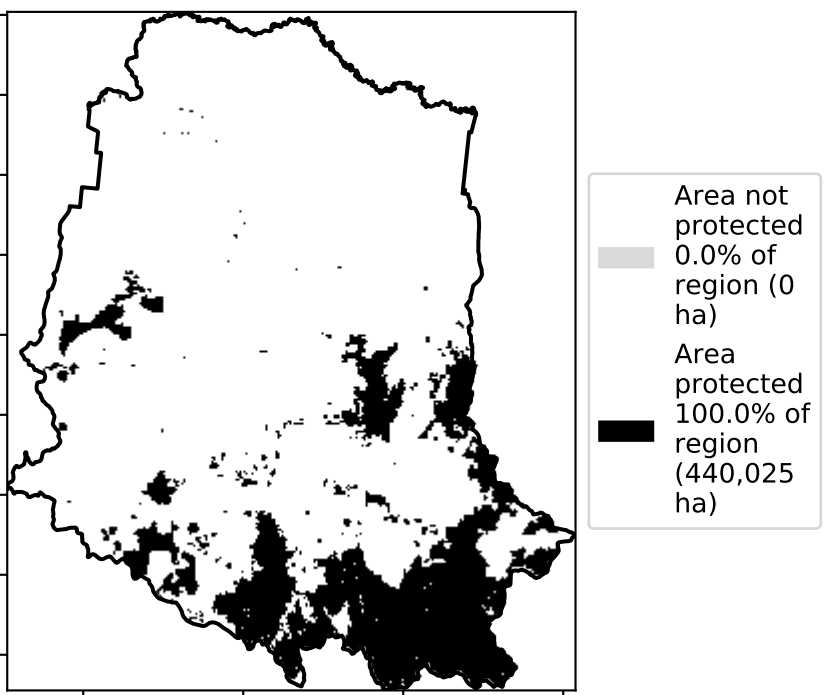 Area not
protected
0.0% of
region (0
ha)
Area
protected
100.0% of
region
(440,025
ha)